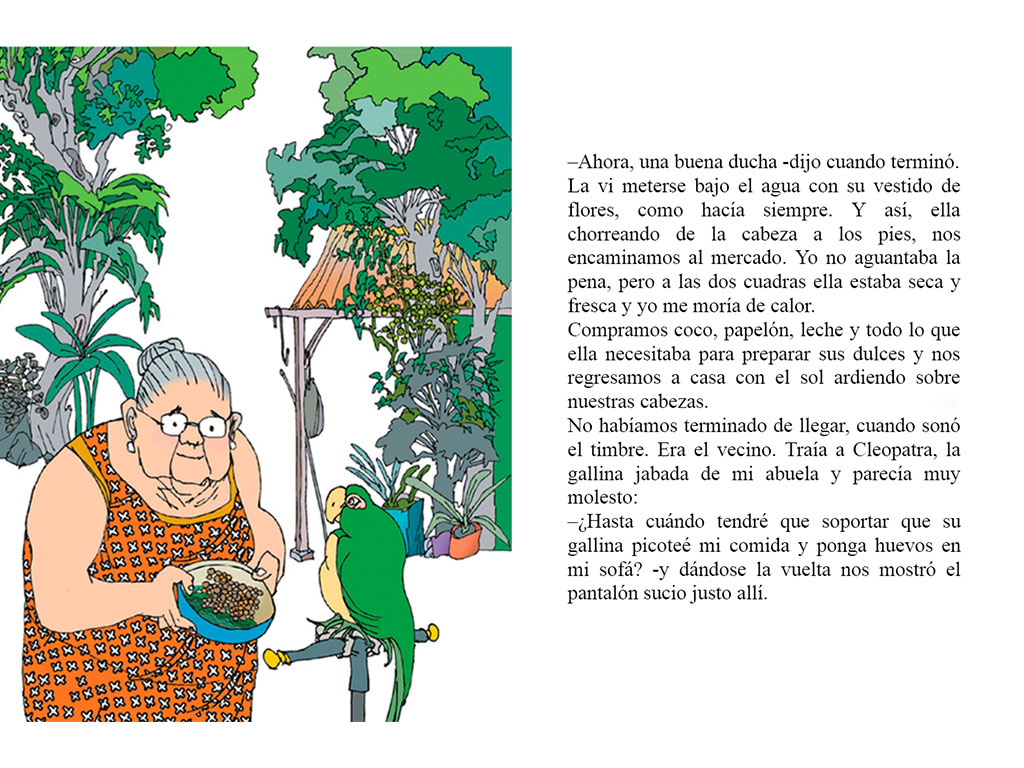 –Ahora, una buena ducha -dijo cuando terminó.
La vi meterse bajo el agua con su vestido de
flores, como hacía siempre. Y así, ella
chorreando de la cabeza a los pies, nos
encaminamos al mercado. Yo no aguantaba la
pena, pero a las dos cuadras ella estaba seca y
fresca y yo me moría de calor.
Compramos coco, papelón, leche y todo lo que
ella necesitaba para preparar sus dulces y nos
regresamos a casa con el sol ardiendo sobre
nuestras cabezas.
No habíamos terminado de llegar, cuando sonó
el timbre. Era el vecino. Traía a Cleopatra, la
gallina jabada de mi abuela y parecía muy
molesto:
–¿Hasta cuándo tendré que soportar que su
gallina picoteé mi comida y ponga huevos en
mi sofá? -y dándose la vuelta nos mostró el
pantalón sucio justo allí.